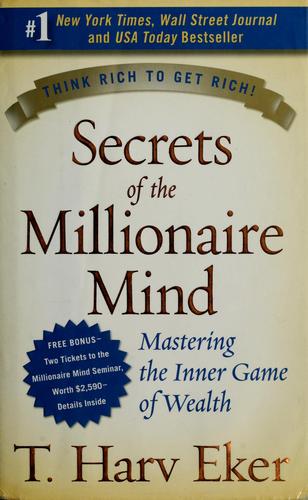 #1 New York Times, Wall Street Journal
and USA Today Bestseller
THINK RICH TO GET RICH!
Secrets
of the
Millionaire
Mind
FREE BONUS–
Two Tickets to the
Millionaire Mind Seminar,
Worth $2,590–
Details Inside
Mastering
the Inner Game
of Wealth
T. Harv Eker